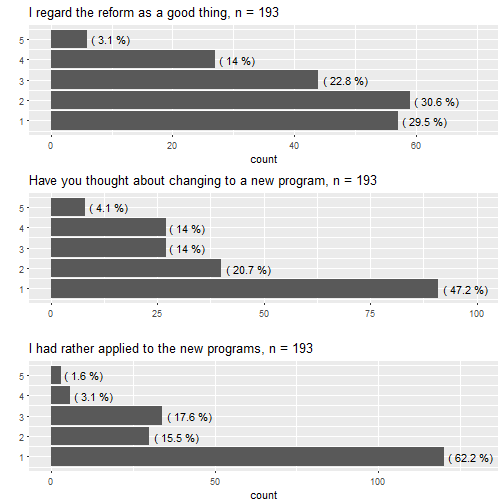 I regard the reform as a good thing, n = 193
5 ( 3.1 %)
4 ( 14 %)
3 ( 22.8 %)
2 ( 30.6 %)
1 ( 29.5 %)
0 20 40 60
count
Have you thought about changing to a new program, n = 193
5 ( 4.1 %)
4 ( 14 %)
3 ( 14 %)
2 ( 20.7 %)
1 ( 47.2 %)
0 25 50 75 100
I had rather applied to the new programs, n = 193
5 ( 1.6 %)
4 ( 3.1 %)
3 ( 17.6 %)
2 ( 15.5 %)
1 ( 62.2 %)
0 50 100
count